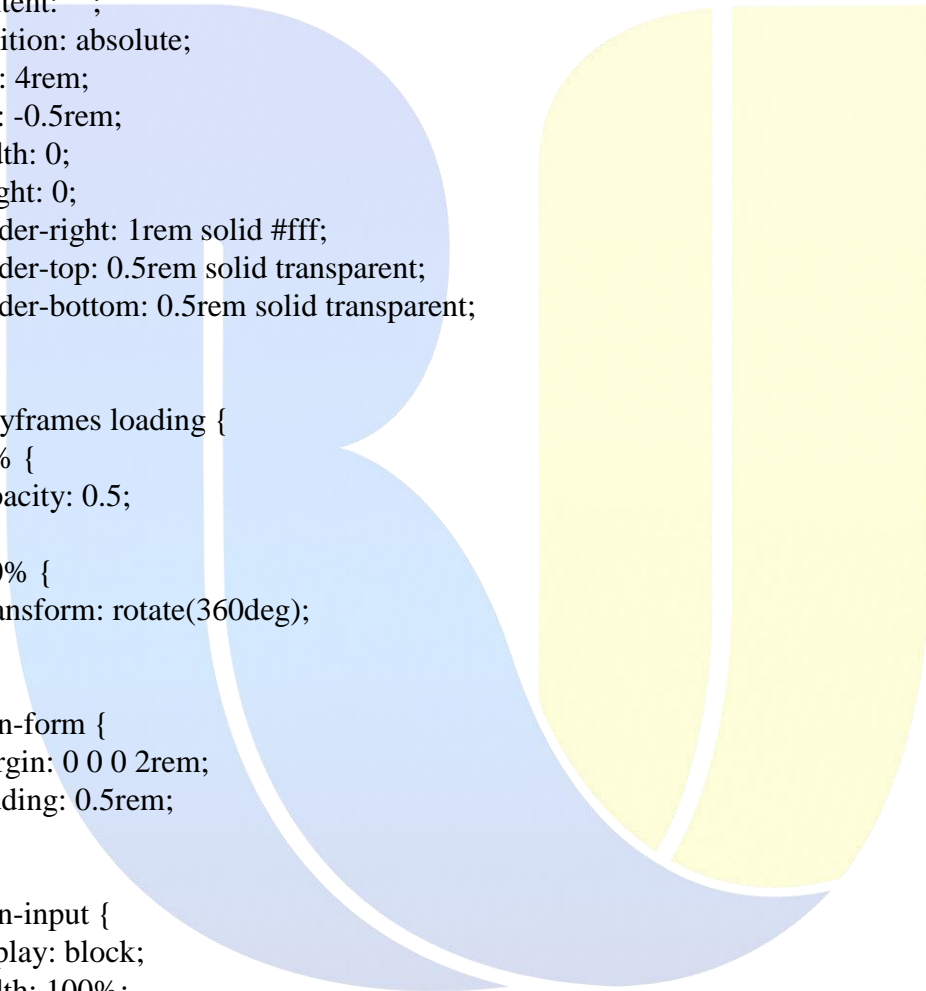 tent: ";
ition: absolute;
: 4rem;
: -0.5rem;
lth: 0;
ght: 0;
der-right: 1rem solid #fff;
der-top: 0.5rem solid transparent;
der-bottom: 0.5rem solid transparent;
yframes loading {
% {
pacity: 0.5;
0% {
ansform: rotate(360deg);
n-form {
rgin: 0 0 0 2rem;
ding: 0.5rem;
n-input {
play: block;
dth: 100%;